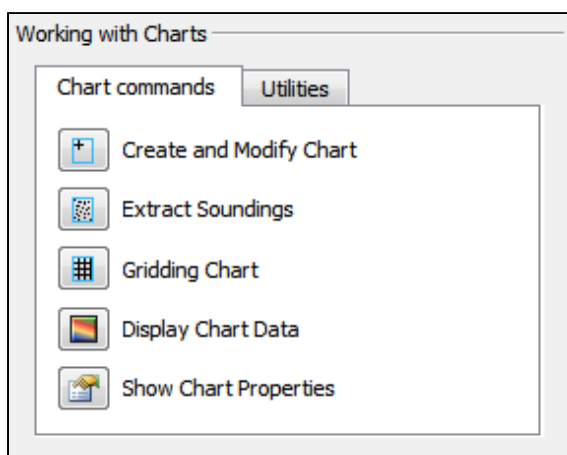 Working with Charts
Chart commands Utilities
Create and Modify Chart
Extract Soundings
Gridding Chart
Display Chart Data
Show Chart Properties